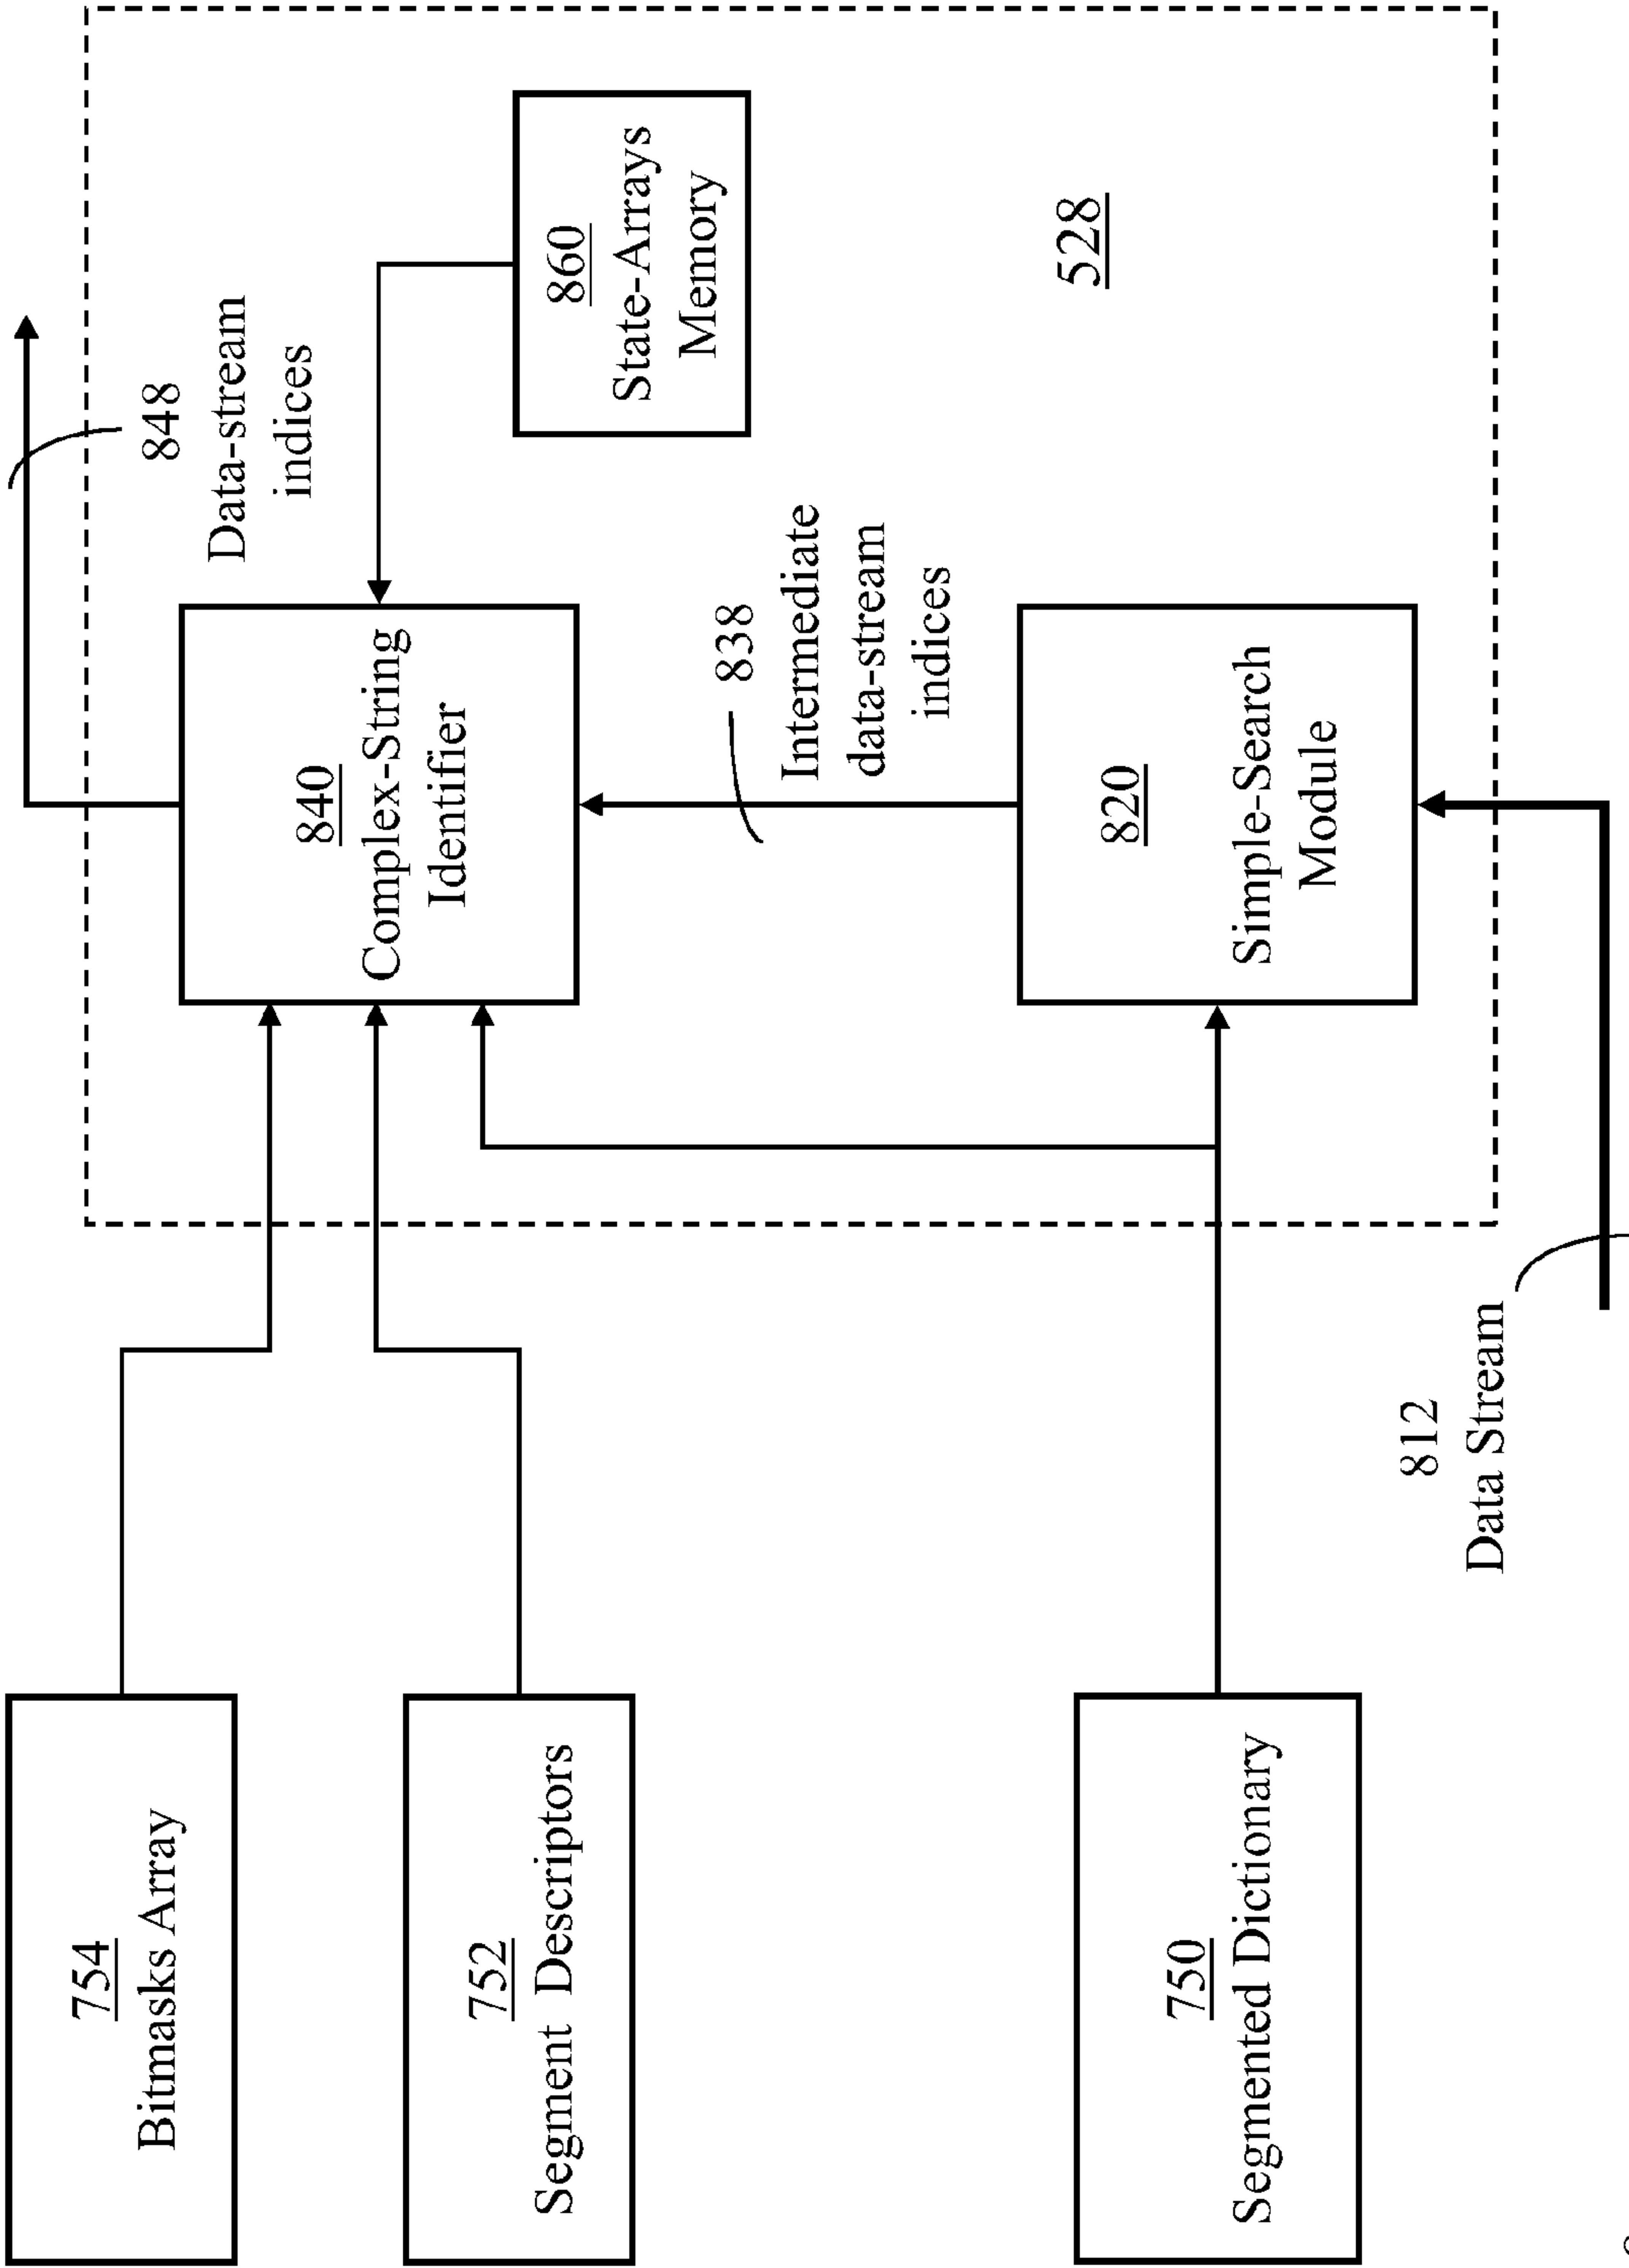 754
Bitmasks Array
752
Segment Descriptors
750
Segmented Dictionary
848
Data-stream
indices
840
Complex-String
Identifier
860
State-Arrays
Memory
838
Intermediate
data-stream
indices
820
Simple-Search
Module
528
812
Data Stream